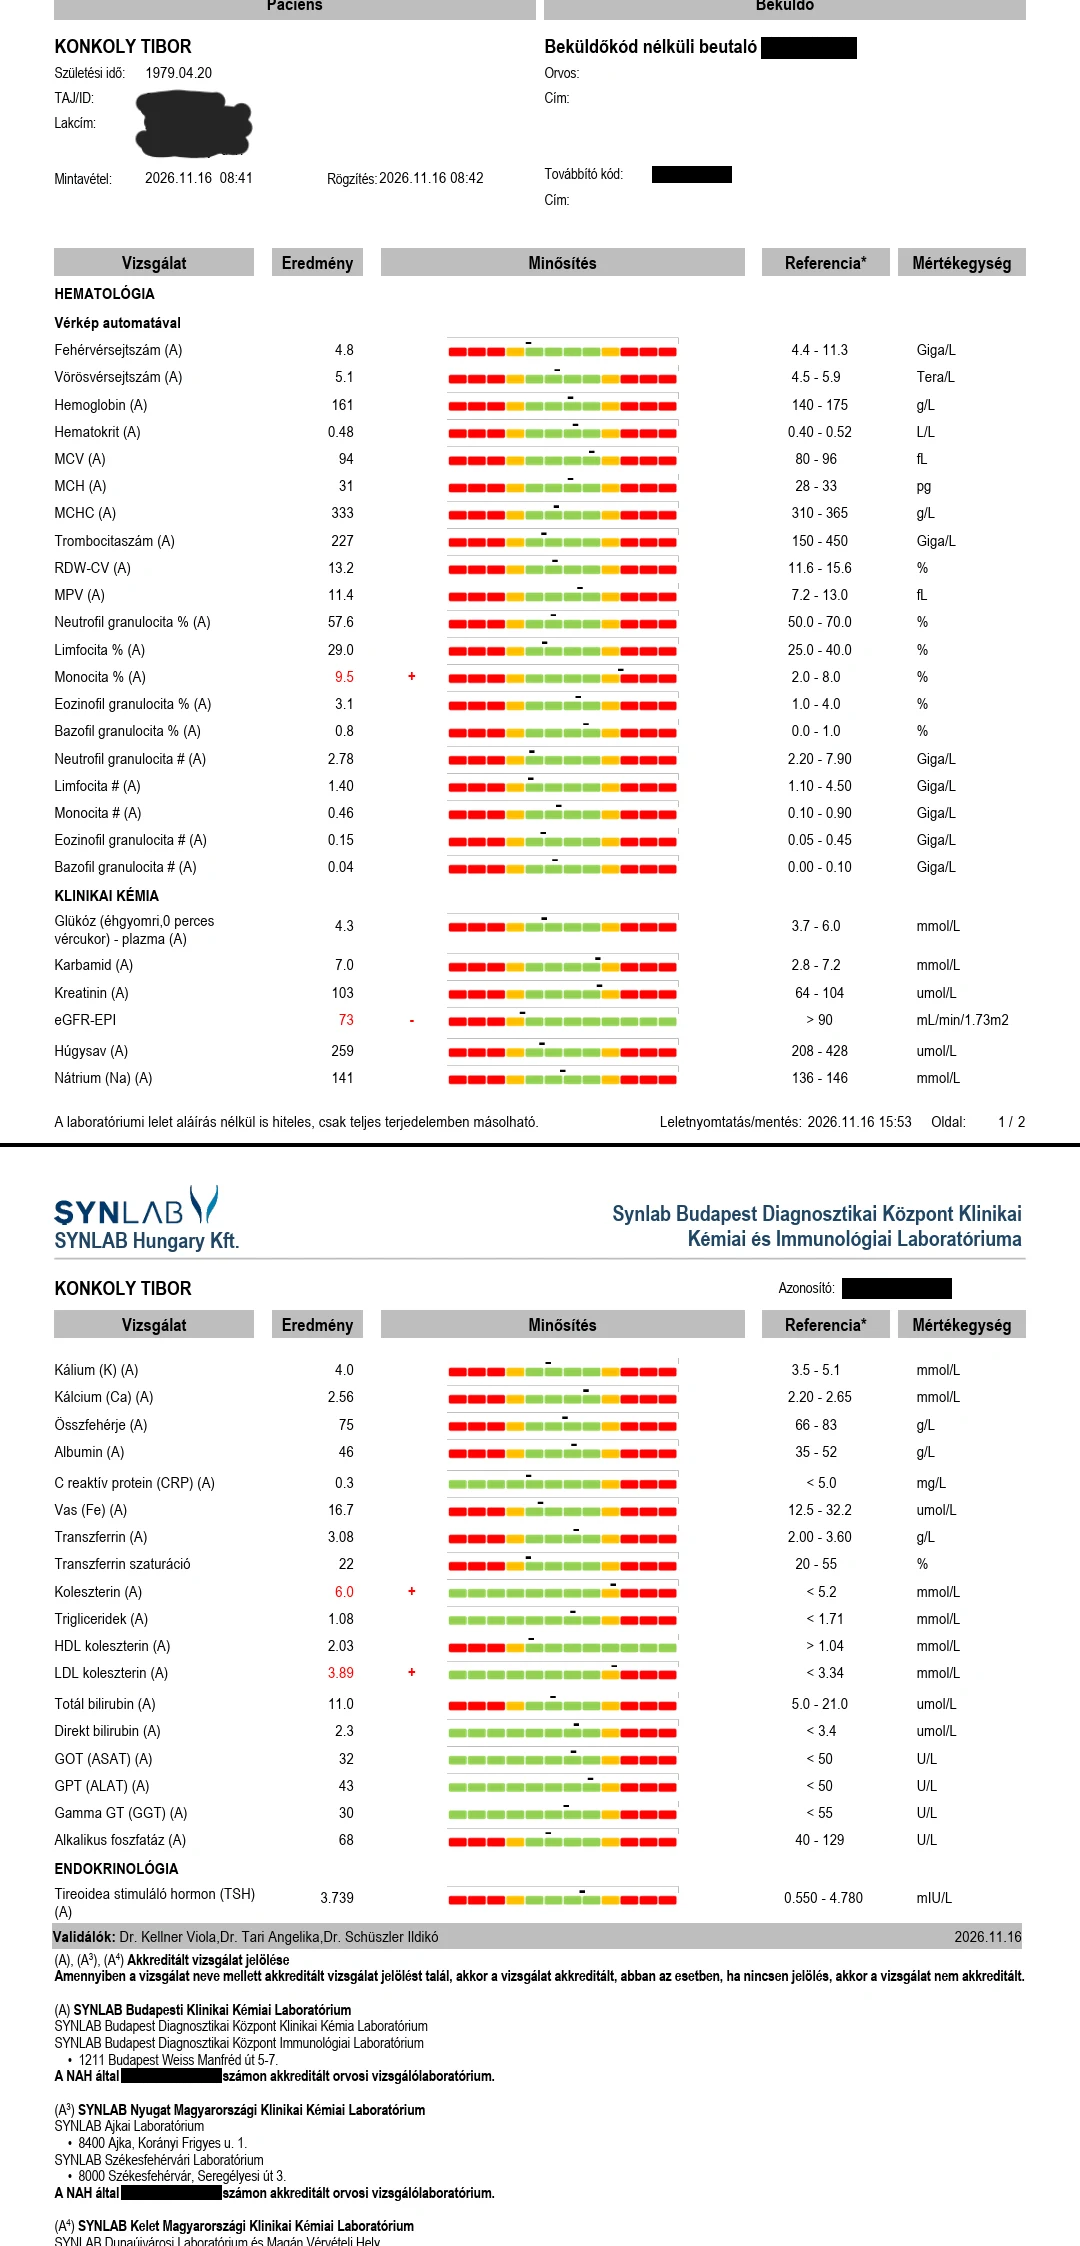 Páciens Beküldő
KONKOLY TIBOR Beküldőkód nélküli beutaló
Születési idő: 1979.04.20 Orvos:
TAJ/ID: Cím:
Lakcím:
Mintavétel: 2026.11.16 08:41 Rögzítés: 2026.11.16 08:42 Továbbító kód:
Cím:
Vizsgálat Eredmény Minősítés Referencia* Mértékegység
HEMATOLÓGIA
Vérkép automatával
Fehérvérsejtszám (A) 4.8 4.4 - 11.3 Giga/L
Vörösvérsejtszám (A) 5.1 4.5 - 5.9 Tera/L
Hemoglobin (A) 161 140 - 175 g/L
Hematokrit (A) 0.48 0.40 - 0.52 L/L
MCV (A) 94 80 - 96 fL
MCH (A) 31 28 - 33 pg
MCHC (A) 333 310 - 365 g/L
Trombocitaszám (A) 227 150 - 450 Giga/L
RDW-CV (A) 13.2 11.6 - 15.6 %
MPV (A) 11.4 7.2 - 13.0 fL
Neutrofil granulocita % (A) 57.6 50.0 - 70.0 %
Limfocita % (A) 29.0 25.0 - 40.0 %
Monocita % (A) 9.5 + 2.0 - 8.0 %
Eozinofil granulocita % (A) 3.1 1.0 - 4.0 %
Bazofil granulocita % (A) 0.8 0.0 - 1.0 %
Neutrofil granulocita # (A) 2.78 2.20 - 7.90 Giga/L
Limfocita # (A) 1.40 1.10 - 4.50 Giga/L
Monocita # (A) 0.46 0.10 - 0.90 Giga/L
Eozinofil granulocita # (A) 0.15 0.05 - 0.45 Giga/L
Bazofil granulocita # (A) 0.04 0.00 - 0.10 Giga/L
KLINIKAI KÉMIA
Glükóz (éhgyomri,0 perces
vércukor) - plazma (A) 4.3 3.7 - 6.0 mmol/L
Karbamid (A) 7.0 2.8 - 7.2 mmol/L
Kreatinin (A) 103 64 - 104 umol/L
eGFR-EPI 73 - > 90 mL/min/1.73m2
Húgysav (A) 259 208 - 428 umol/L
Nátrium (Na) (A) 141 136 - 146 mmol/L
A laboratóriumi lelet aláírás nélkül is hiteles, csak teljes terjedelemben másolható. Leletnyomtatás/mentés: 2026.11.16 15:53 Oldal: 1 / 2
SYNLAB
SYNLAB Hungary Kft.
Synlab Budapest Diagnosztikai Központ Klinikai
Kémiai és Immunológiai Laboratóriuma
KONKOLY TIBOR Azonosító:
Vizsgálat Eredmény Minősítés Referencia* Mértékegység
Kálium (K) (A) 4.0 3.5 - 5.1 mmol/L
Kálcium (Ca) (A) 2.56 2.20 - 2.65 mmol/L
Összfehérje (A) 75 66 - 83 g/L
Albumin (A) 46 35 - 52 g/L
C reaktív protein (CRP) (A) 0.3 < 5.0 mg/L
Vas (Fe) (A) 16.7 12.5 - 32.2 umol/L
Transzferrin (A) 3.08 2.00 - 3.60 g/L
Transzferrin szaturáció 22 20 - 55 %
Koleszterin (A) 6.0 + < 5.2 mmol/L
Trigliceridek (A) 1.08 < 1.71 mmol/L
HDL koleszterin (A) 2.03 > 1.04 mmol/L
LDL koleszterin (A) 3.89 + < 3.34 mmol/L
Totál bilirubin (A) 11.0 5.0 - 21.0 umol/L
Direkt bilirubin (A) 2.3 < 3.4 umol/L
GOT (ASAT) (A) 32 < 50 U/L
GPT (ALAT) (A) 43 < 50 U/L
Gamma GT (GGT) (A) 30 < 55 U/L
Alkalikus foszfatáz (A) 68 40 - 129 U/L
ENDOKRINOLÓGIA
Tireoidea stimuláló hormon (TSH)
(A) 3.739 0.550 - 4.780 mIU/L
Validálók: Dr. Kellner Viola,Dr. Tari Angelika,Dr. Schüszler Ildikó 2026.11.16
(A), (A³), (A⁴) Akkreditált vizsgálat jelölése
Amennyiben a vizsgálat neve mellett akkreditált vizsgálat jelölést talál, akkor a vizsgálat akkreditált, abban az esetben, ha nincsen jelölés, akkor a vizsgálat nem akkreditált.
(A) SYNLAB Budapesti Klinikai Kémiai Laboratórium
SYNLAB Budapest Diagnosztikai Központ Klinikai Kémia Laboratórium
SYNLAB Budapest Diagnosztikai Központ Immunológiai Laboratórium
• 1211 Budapest Weiss Manfréd út 5-7.
A NAH által számon akkreditált orvosi vizsgálólaboratórium.
(A³) SYNLAB Nyugat Magyarországi Klinikai Kémiai Laboratórium
SYNLAB Ajkai Laboratórium
• 8400 Ajka, Korányi Frigyes u. 1.
SYNLAB Székesfehérvári Laboratórium
• 8000 Székesfehérvár, Seregélyesi út 3.
A NAH által számon akkreditált orvosi vizsgálólaboratórium.
(A⁴) SYNLAB Kelet Magyarországi Klinikai Kémiai Laboratórium
SYNLAB Dunaújvárosi Laboratórium és Magán Vérvételi Hely